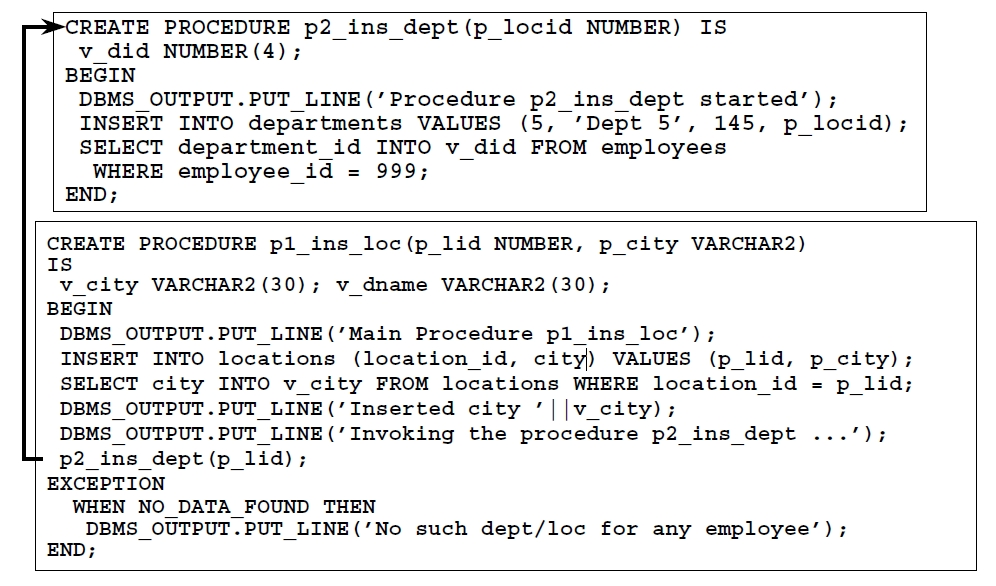 CREATE PROCEDURE p2_ins_dept(p_locid NUMBER) IS
v_did NUMBER(4);
BEGIN
DBMS_OUTPUT.PUT_LINE(’Procedure p2_ins_dept started’);
INSERT INTO departments VALUES (5, ’Dept 5’, 145, p_locid);
SELECT department_id INTO v_did FROM employees
WHERE employee_id = 999;
END;
CREATE PROCEDURE p1_ins_loc(p_lid NUMBER, p_city VARCHAR2)
IS
v_city VARCHAR2(30); v_dname VARCHAR2(30);
BEGIN
DBMS_OUTPUT.PUT_LINE(’Main Procedure p1_ins_loc’);
INSERT INTO locations (location_id, city) VALUES (p_lid, p_city);
SELECT city INTO v_city FROM locations WHERE location_id = p_lid;
DBMS_OUTPUT.PUT_LINE(’Inserted city ’||v_city);
DBMS_OUTPUT.PUT_LINE(’Invoking the procedure p2_ins_dept ...’);
p2_ins_dept(p_lid);
EXCEPTION
WHEN NO_DATA_FOUND THEN
DBMS_OUTPUT.PUT_LINE(’No such dept/loc for any employee’);
END;